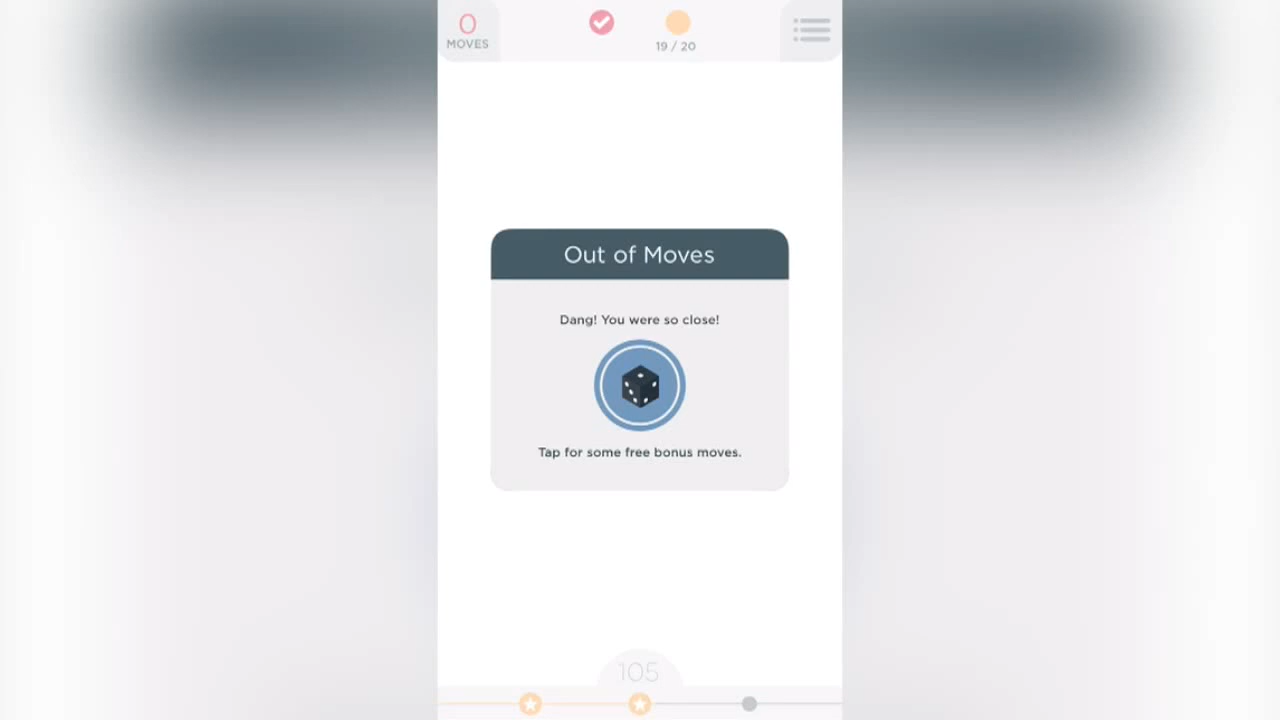 0
MOVES
19 / 20
Out of Moves
Dang! You were so close!
Tap for some free bonus moves.
105